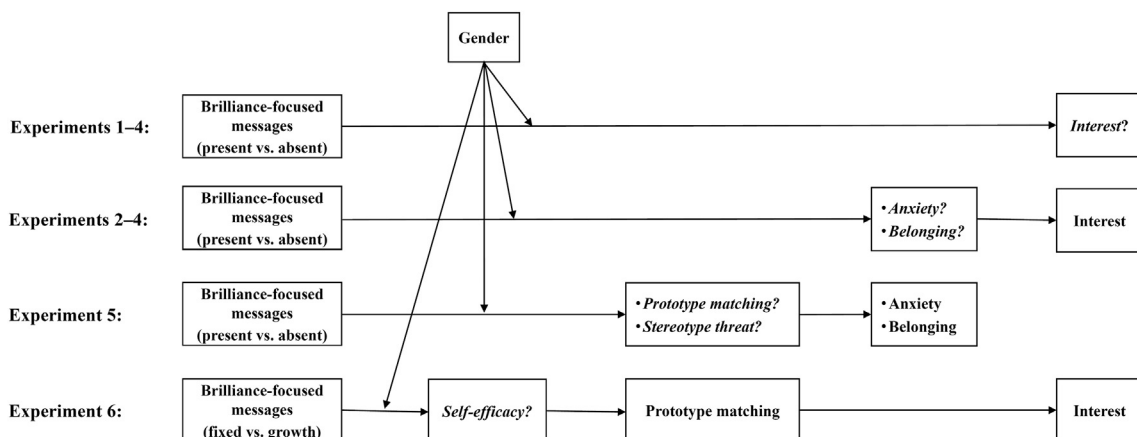 Gender
Experiments 1–4:
Brilliance-focused
messages
(present vs. absent)
Interest?
Experiments 2–4:
Brilliance-focused
messages
(present vs. absent)
• Anxiety?
• Belonging?
Interest
Experiment 5:
Brilliance-focused
messages
(present vs. absent)
• Prototype matching?
• Stereotype threat?
• Anxiety
• Belonging
Experiment 6:
Brilliance-focused
messages
(fixed vs. growth)
Self-efficacy?
Prototype matching
Interest